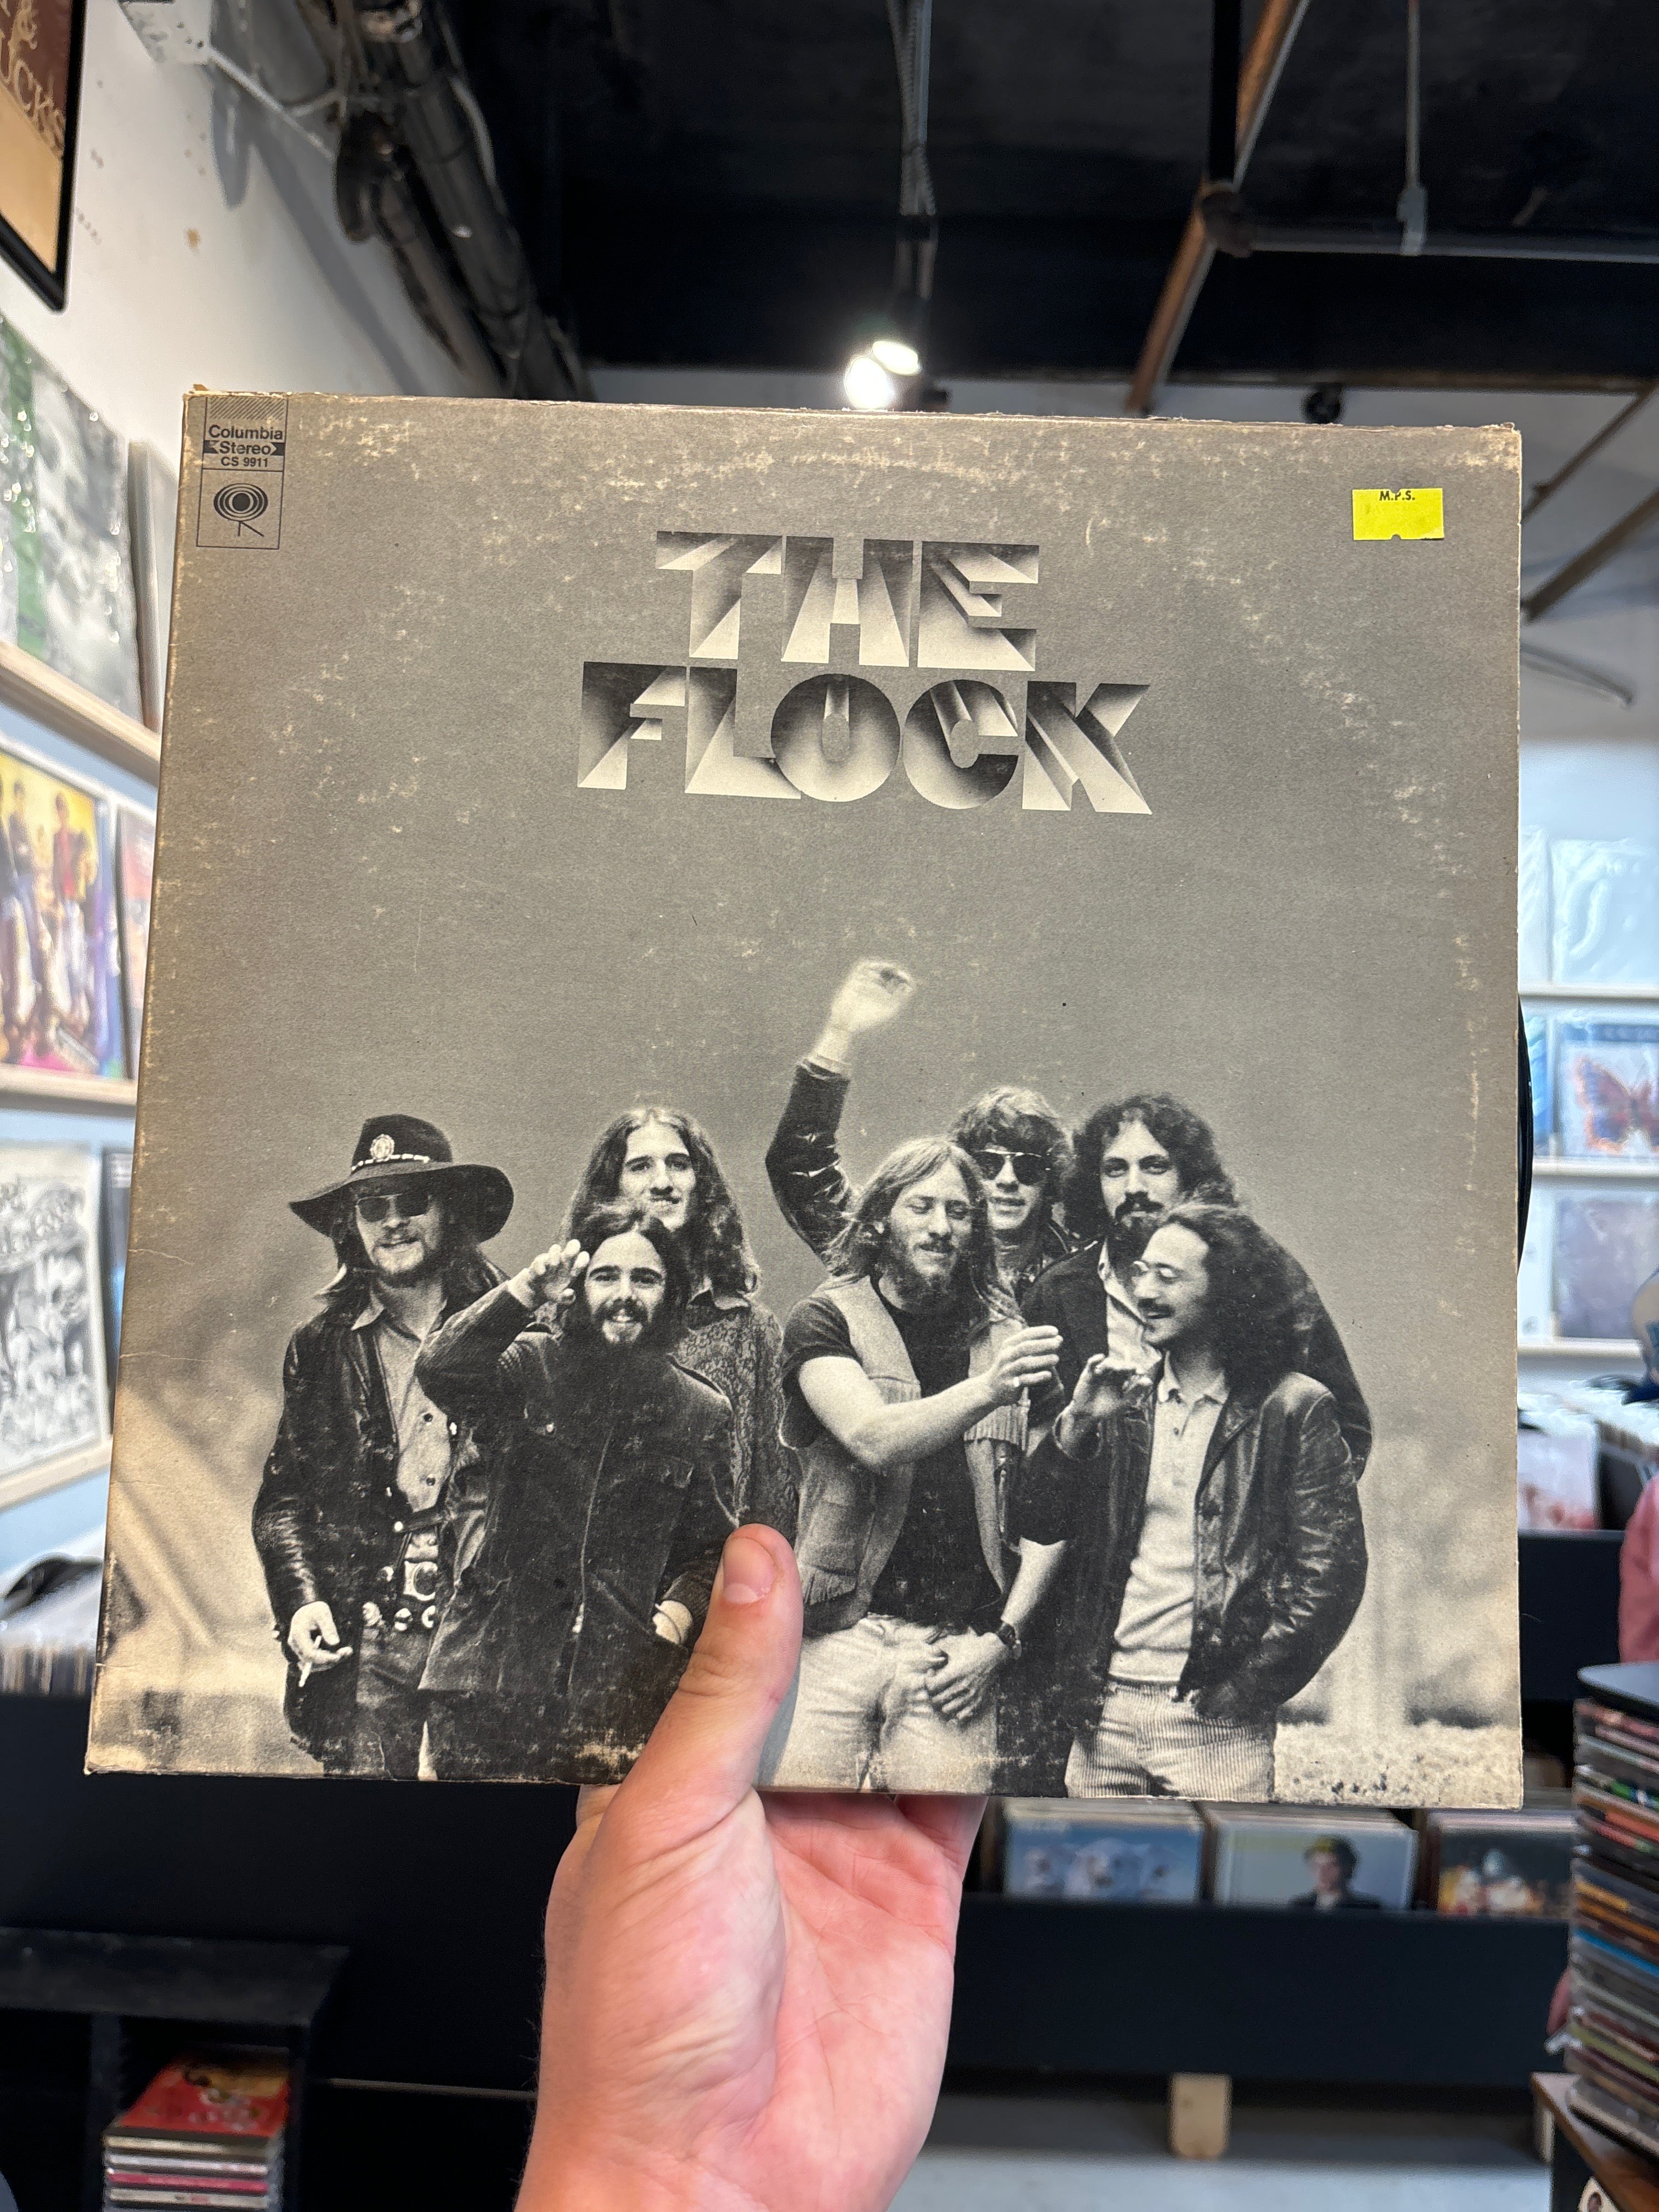 Columbia
Stereo
CS 9911
M.P.S.
THE
FLOCK